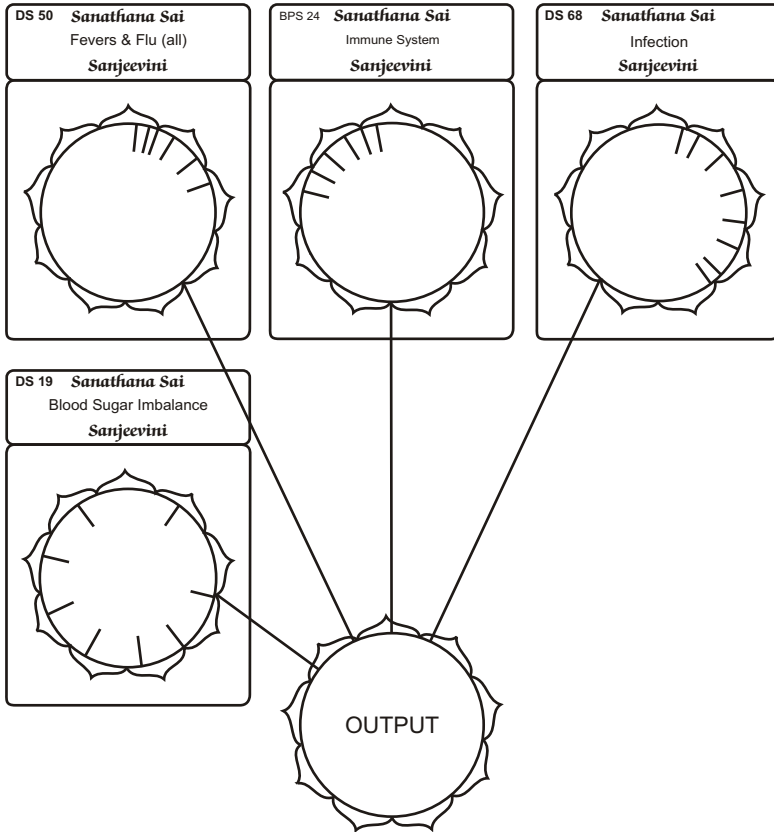 DS 50 Sanathana Sai
Fevers & Flu (all)
Sanjeevini
BPS 24 Sanathana Sai
Immune System
Sanjeevini
DS 68 Sanathana Sai
Infection
Sanjeevini
DS 19 Sanathana Sai
Blood Sugar Imbalance
Sanjeevini
OUTPUT